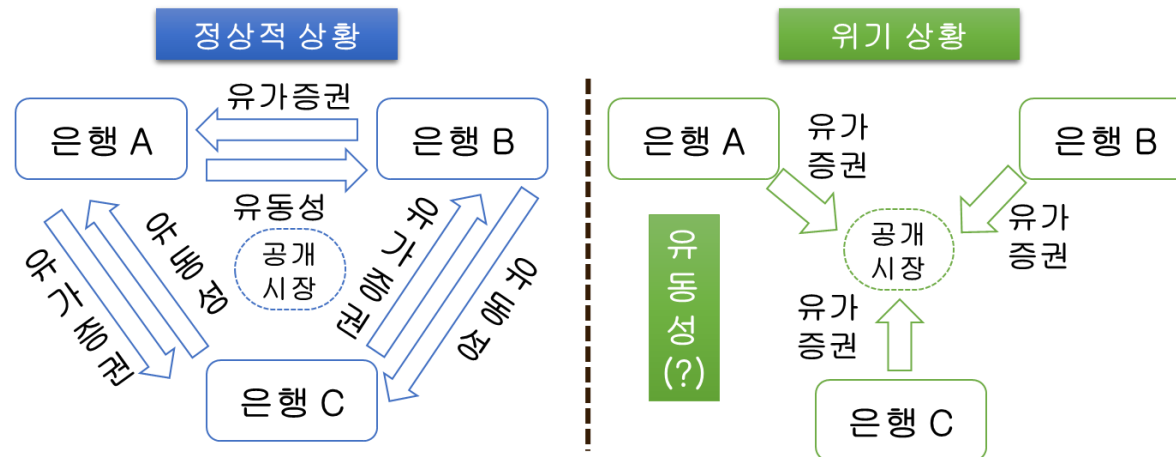 정상적 상황
유가증권
은행 A
은행 B
유동성
공개
시장
유가증권
유동성
유가증권
유동성
은행 C
위기 상황
은행 A
유가
증권
은행 B
유
동
성
(?)
공개
시장
유가
증권
유가
증권
은행 C